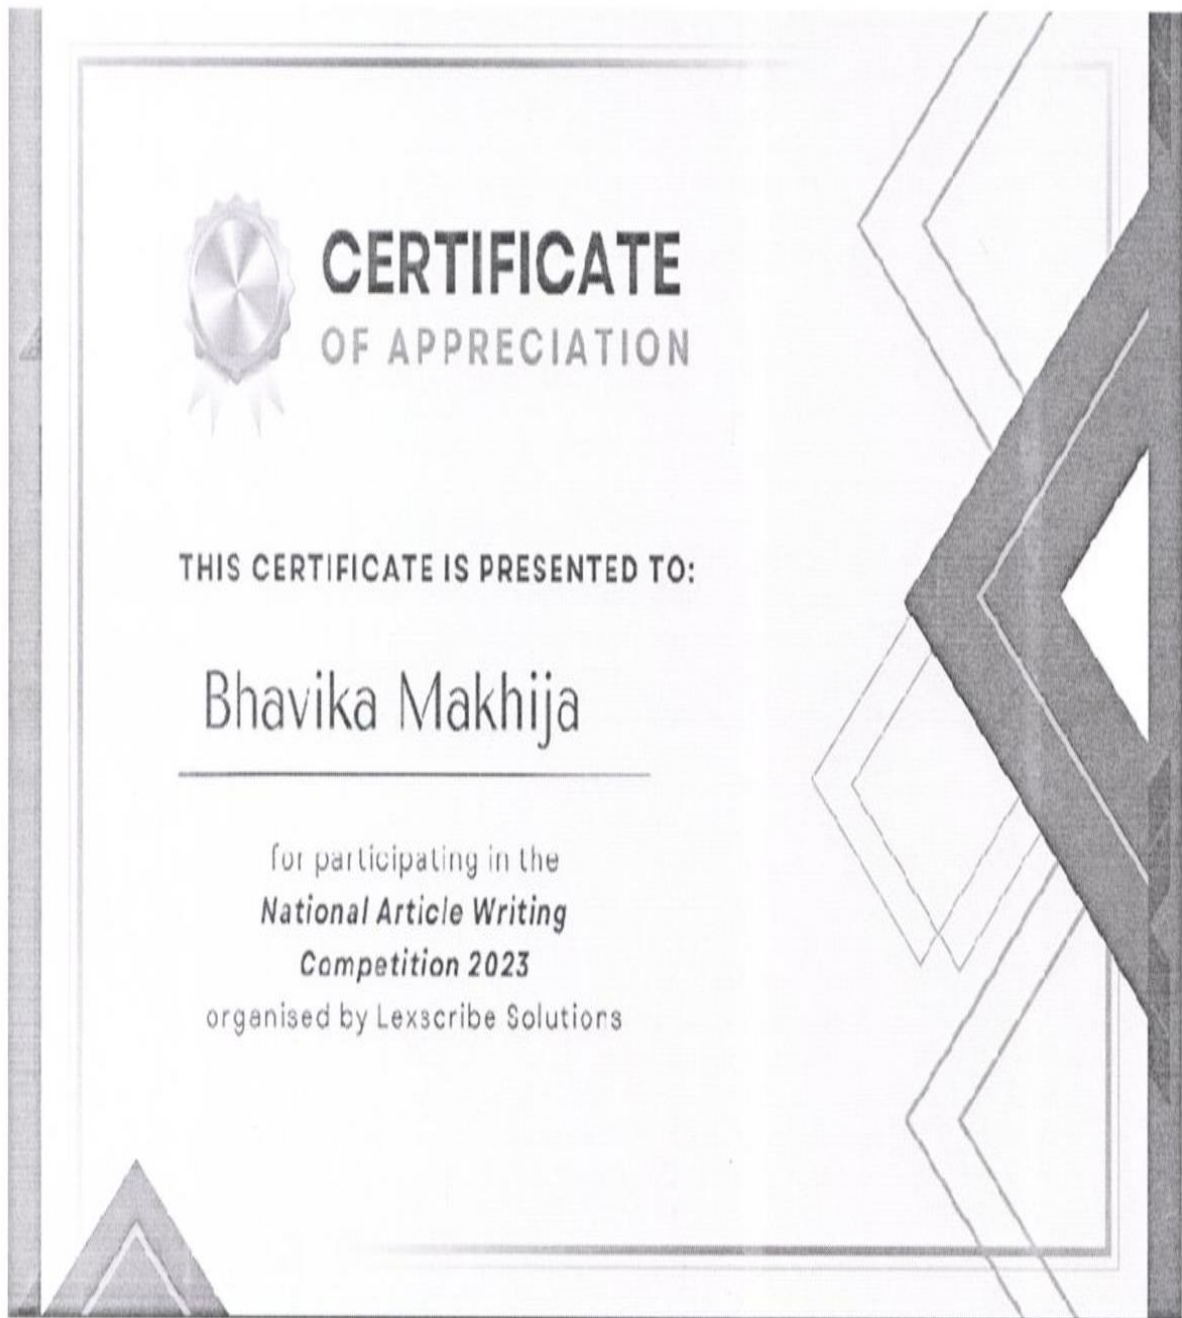 CERTIFICATE
OF APPRECIATION
THIS CERTIFICATE IS PRESENTED TO:
Bhavika Makhija
for participating in the
National Article Writing
Competition 2023
organised by Lexscribe Solutions